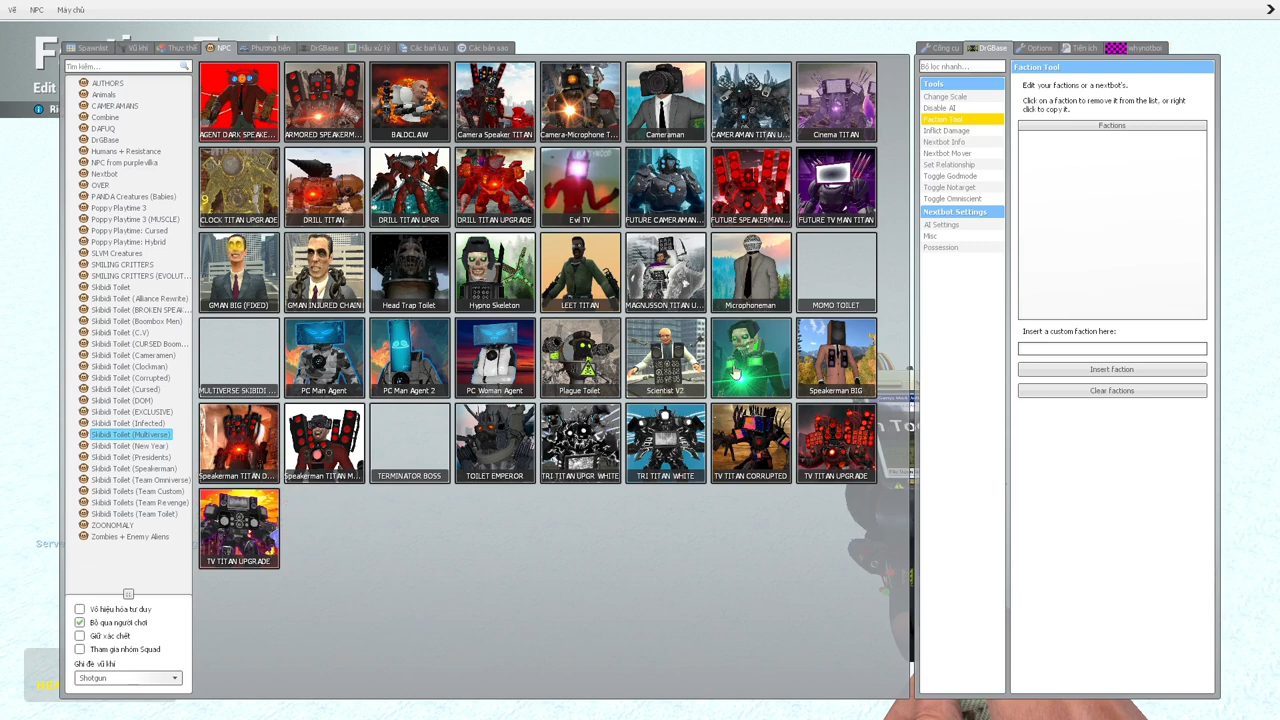 Vẽ NPC Máy chủ
Edit
Spawnlist Vũ khí Thực thể NPC Phương tiện DrGBase Hậu xử lý Các bản lưu Các bản sao
Tìm kiếm...
AUTHORS
Animals
CAMERAMANS
Combine
DAFUQ
DrGBase
Humans + Resistance
NPC from purplevilka
Nextbot
OVER
PANDA Creatures (Babies)
Poppy Playtime 3
Poppy Playtime 3 (MUSCLE)
Poppy Playtime: Cursed
Poppy Playtime: Hybrid
SLVM Creatures
SMILING CRITTERS
SMILING CRITTERS (EVOLUT...
Skibidi Toilet
Skibidi Toilet (Alliance Rewrite)
Skibidi Toilet (BROKEN SPEAK...
Skibidi Toilet (Boombox Men)
Skibidi Toilet (C.V)
Skibidi Toilet (CURSED Boom...
Skibidi Toilet (Cameramen)
Skibidi Toilet (Clockman)
Skibidi Toilet (Corrupted)
Skibidi Toilet (Cursed)
Skibidi Toilet (DOM)
Skibidi Toilet (EXCLUSIVE)
Skibidi Toilet (Infected)
Skibidi Toilet (Multiverse)
Skibidi Toilet (New Year)
Skibidi Toilet (Presidents)
Skibidi Toilet (Speakerman)
Skibidi Toilet (Team Omniverse)
Skibidi Toilets (Team Custom)
Skibidi Toilets (Team Revenge)
Skibidi Toilets (Team Toilet)
ZOONOMALY
Zombies + Enemy Aliens
Vô hiệu hóa tư duy
Bỏ qua người chơi
Giữ xác chết
Tham gia nhóm Squad
Ghi đè vũ khí
Shotgun
AGENT DARK SPEAKE... ARMORED SPEAKERM... BALDCLAW Camera Speaker TITAN Camera-Microphone T... Cameraman CAMERAMAN TITAN U... Cinema TITAN
CLOCK TITAN UPGRADE DRILL TITAN DRILL TITAN UPGR DRILL TITAN UPGRADE Evil TV FUTURE CAMERAMAN... FUTURE SPEAKERMAN... FUTURE TV MAN TITAN
GMAN BIG (FIXED) GMAN INJURED CHAIN Head Trap Toilet Hypno Skeleton LEET TITAN MAGNUSSON TITAN U... Microphoneman MOMO TOILET
MULTIVERSE SKIBIDI ... PC Man Agent PC Man Agent 2 PC Woman Agent Plague Toilet Scientist V2 Speakerman BIG
Speakerman TITAN D... Speakerman TITAN M... TERMINATOR BOSS TOILET EMPEROR TRI TITAN UPGR WHITE TRI TITAN WHITE TV TITAN CORRUPTED TV TITAN UPGRADE
TV TITAN UPGRADE
Công cụ DrGBase Options Tiện ích whynotboi
Bộ lọc nhanh...
Tools
Change Scale
Disable AI
Faction Tool
Inflict Damage
Nextbot Info
Nextbot Mover
Set Relationship
Toggle Godmode
Toggle Notarget
Toggle Omniscient
Nextbot Settings
AI Settings
Misc
Possession
Faction Tool
Edit your factions or a nextbot's.
Click on a faction to remove it from the list, or right
click to copy it.
Factions
Insert a custom faction here:
Insert faction
Clear factions